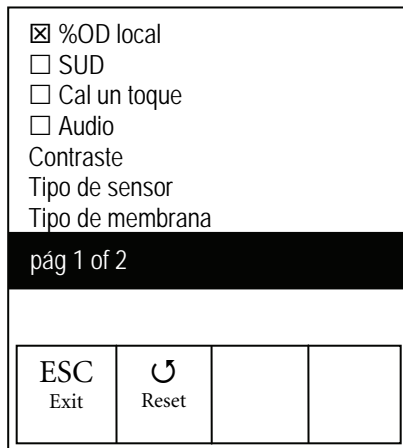 ☒ %OD local
☐ SUD
☐ Cal un toque
☐ Audio
Contraste
Tipo de sensor
Tipo de membrana
pág 1 of 2
ESC ↺
Exit Reset